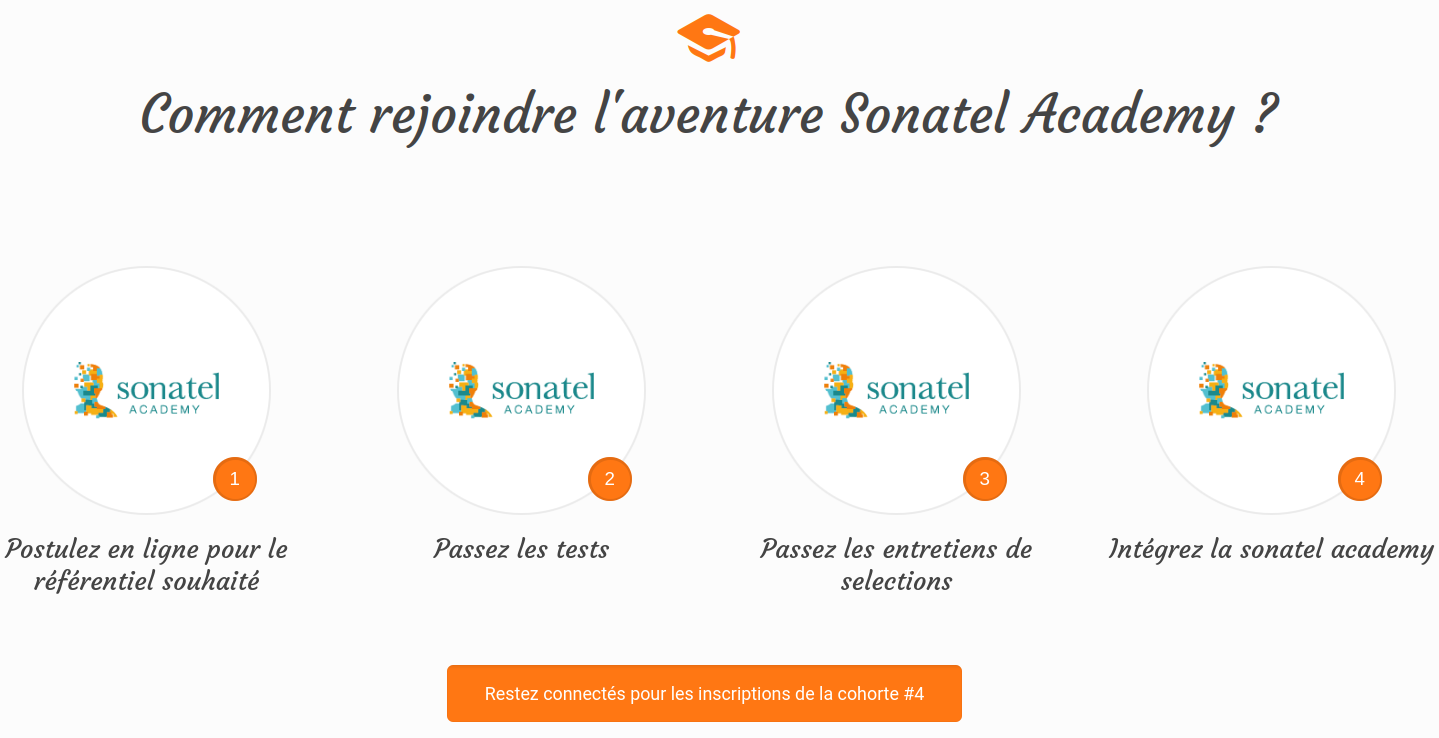 Comment rejoindre l'aventure Sonatel Academy ?
sonatel
ACADEMY
1
sonatel
ACADEMY
2
sonatel
ACADEMY
3
sonatel
ACADEMY
4
Postulez en ligne pour le
référentiel souhaité
Passez les tests
Passez les entretiens de
selections
Intégrez la sonatel academy
Restez connectés pour les inscriptions de la cohorte #4